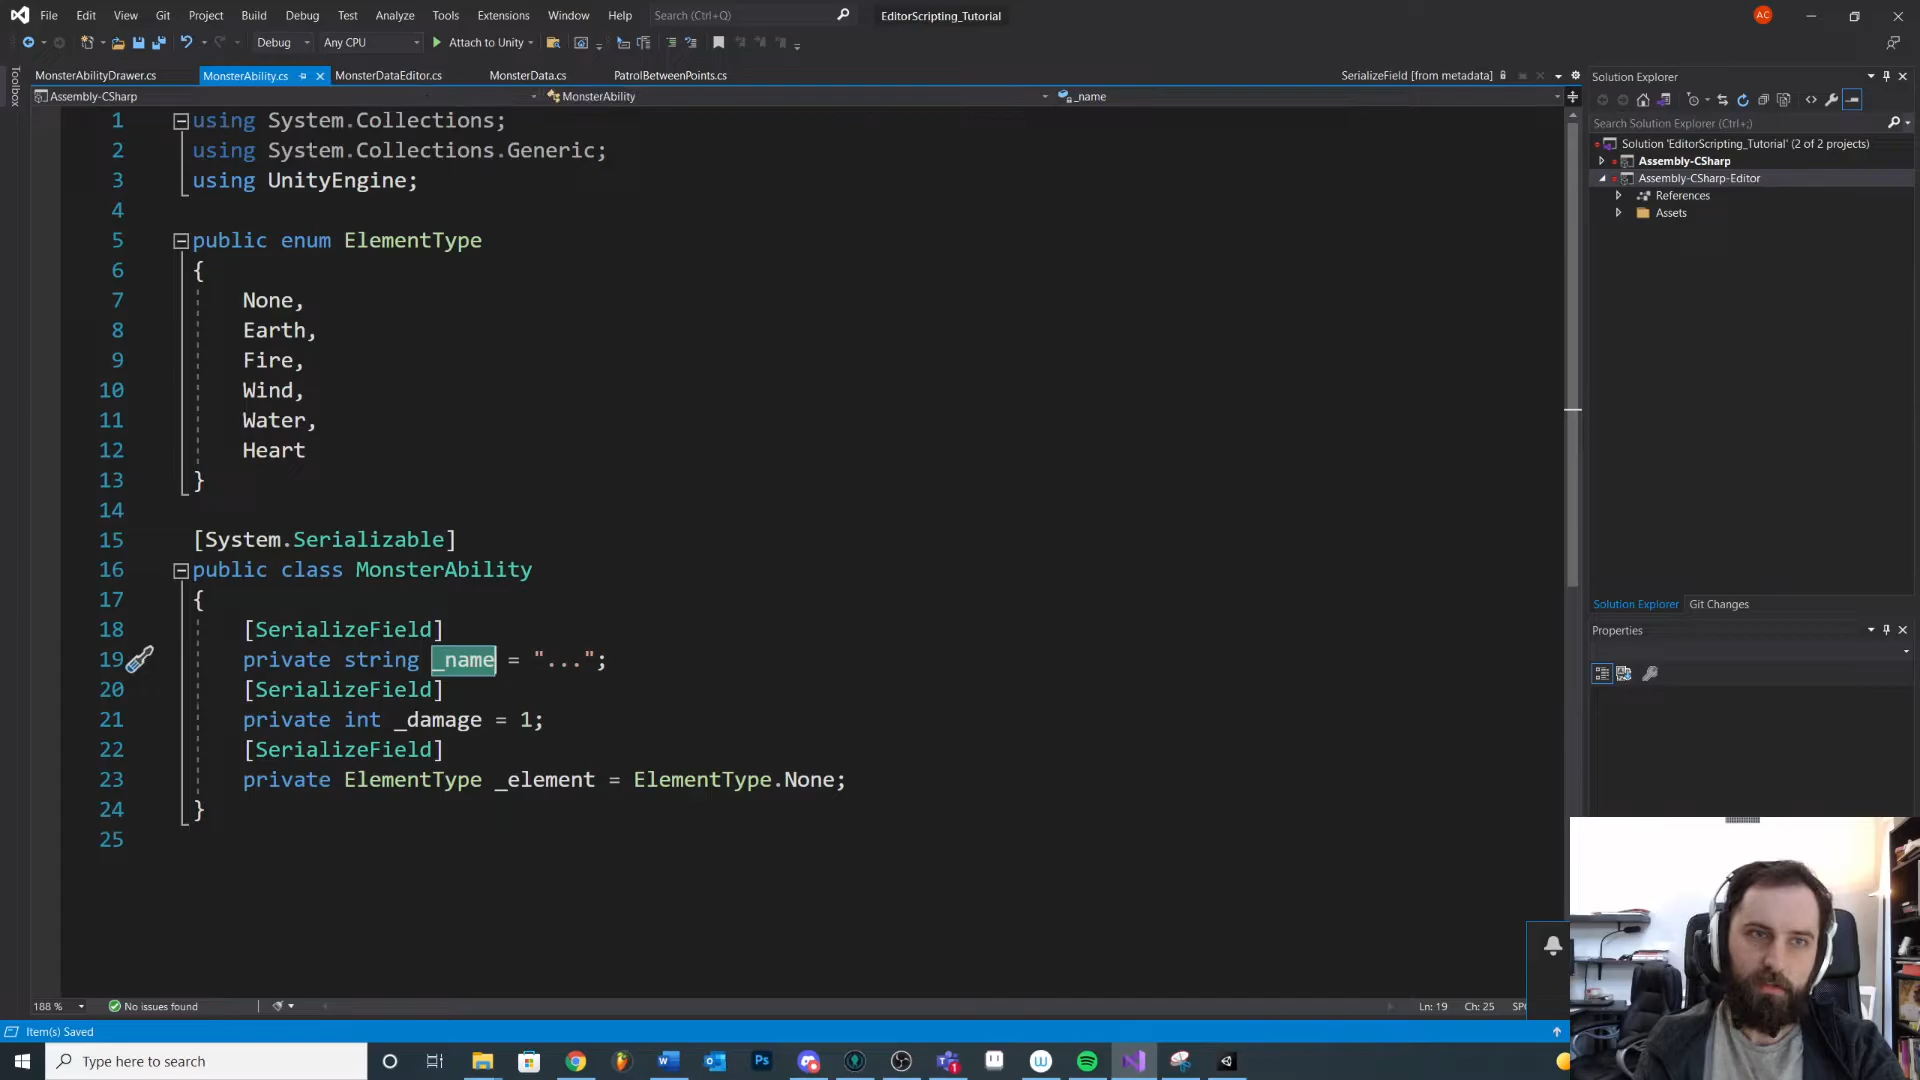 File Edit View Git Project Build Debug Test Analyze Tools Extensions Window Help Search (Ctrl+Q) EditorScripting_Tutorial AC
Debug Any CPU Attach to Unity
Toolbox
MonsterAbilityDrawer.cs MonsterAbility.cs MonsterDataEditor.cs MonsterData.cs PatrolBetweenPoints.cs SerializeField [from metadata]
Assembly-CSharp MonsterAbility _name
1 using System.Collections;
2 using System.Collections.Generic;
3 using UnityEngine;
4
5 public enum ElementType
6 {
7 None,
8 Earth,
9 Fire,
10 Wind,
11 Water,
12 Heart
13 }
14
15 [System.Serializable]
16 public class MonsterAbility
17 {
18 [SerializeField]
19 private string _name = "...";
20 [SerializeField]
21 private int _damage = 1;
22 [SerializeField]
23 private ElementType _element = ElementType.None;
24 }
25
Solution Explorer
Search Solution Explorer (Ctrl+;)
Solution 'EditorScripting_Tutorial' (2 of 2 projects)
Assembly-CSharp
Assembly-CSharp-Editor
References
Assets
Solution Explorer Git Changes
Properties
188 % No issues found Ln: 19 Ch: 25
Item(s) Saved
Type here to search